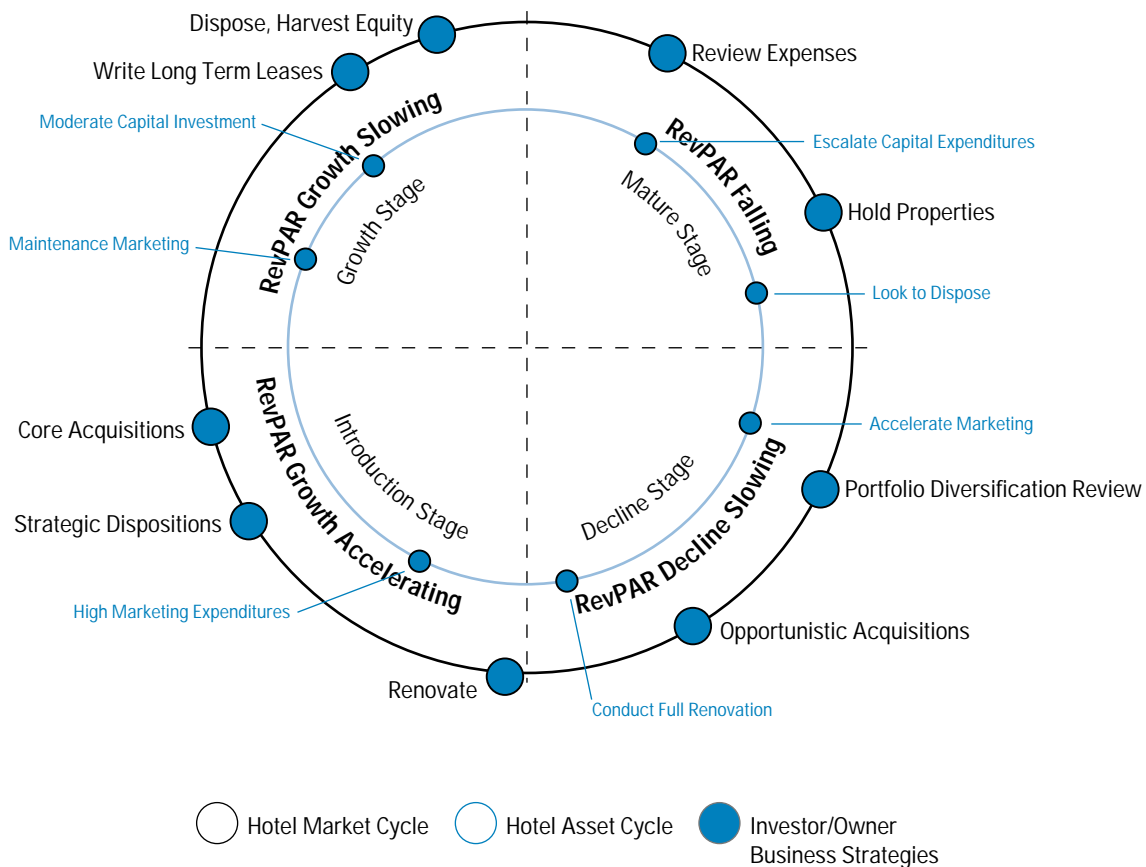 Dispose, Harvest Equity
Write Long Term Leases
Review Expenses
Moderate Capital Investment
Escalate Capital Expenditures
RevPAR Growth Slowing
RevPAR Falling
Growth Stage
Mature Stage
Maintenance Marketing
Hold Properties
Look to Dispose
Core Acquisitions
Accelerate Marketing
RevPAR Growth Accelerating
Introduction Stage
Decline Stage
RevPAR Decline Slowing
Portfolio Diversification Review
Strategic Dispositions
High Marketing Expenditures
Opportunistic Acquisitions
Renovate
Conduct Full Renovation
Hotel Market Cycle
Hotel Asset Cycle
Investor/Owner
Business Strategies